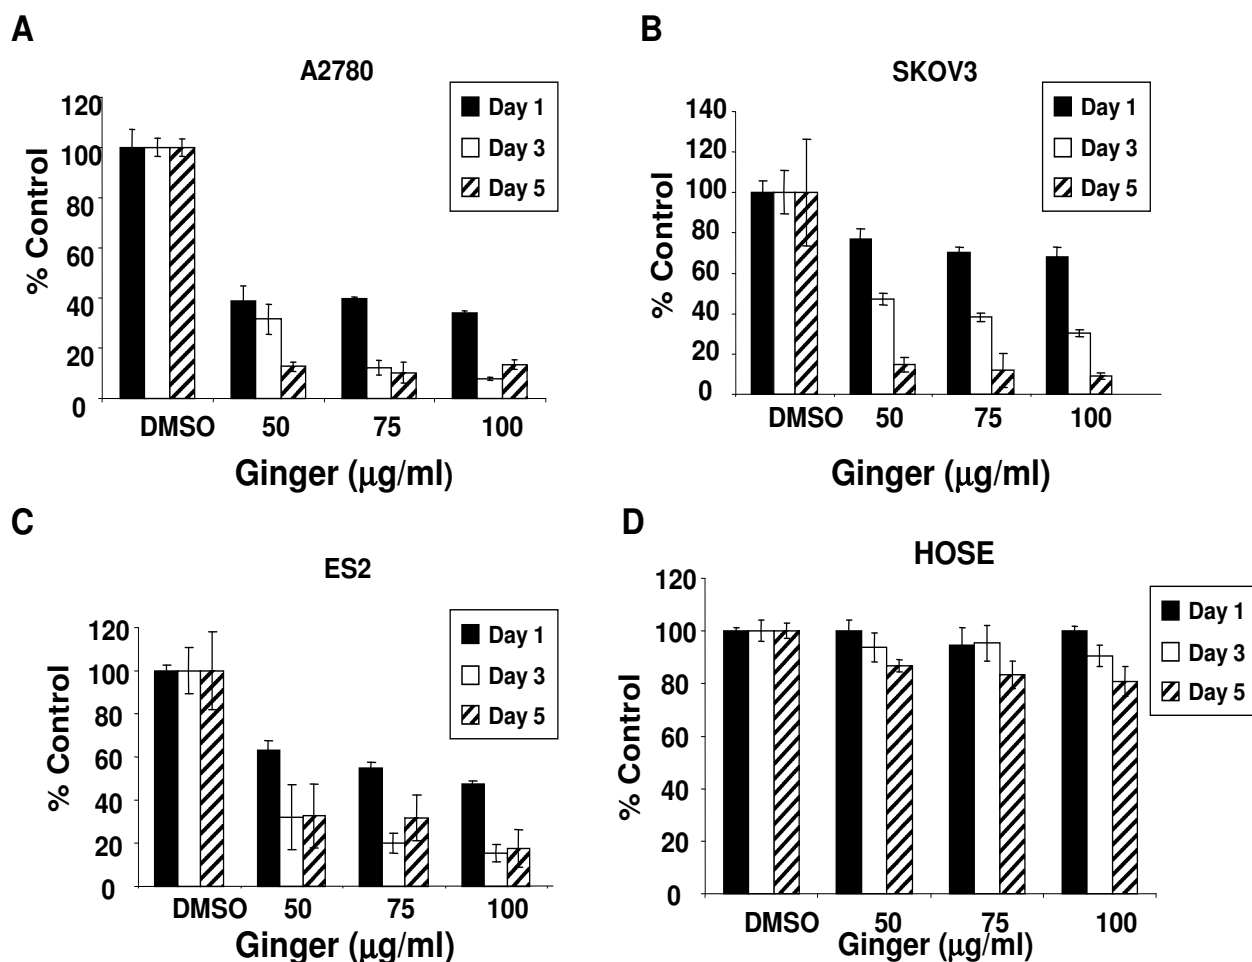 A
A2780
Day 1
Day 3
Day 5
% Control
120
100
80
60
40
20
0
DMSO 50 75 100
Ginger (μg/ml)
B
SKOV3
Day 1
Day 3
Day 5
% Control
140
120
100
80
60
40
20
0
DMSO 50 75 100
Ginger (μg/ml)
C
ES2
Day 1
Day 3
Day 5
% Control
120
100
80
60
40
20
0
DMSO 50 75 100
Ginger (μg/ml)
D
HOSE
Day 1
Day 3
Day 5
% Control
120
100
80
60
40
20
0
DMSO 50 75 100
Ginger (μg/ml)